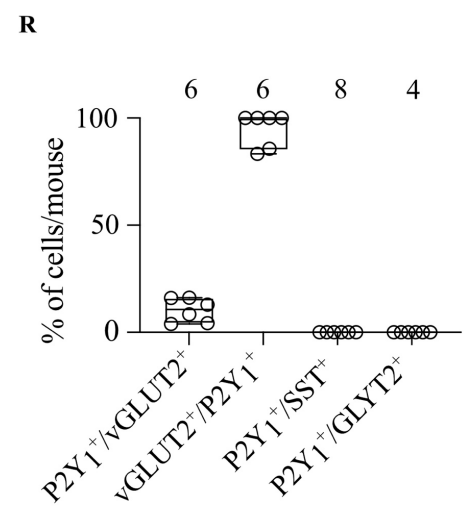 R
6 6 8 4
100
50
0
% of cells/mouse
P2Y1+/vGLUT2+
vGLUT2+/P2Y1+
P2Y1+/SST+
P2Y1+/GLYT2+